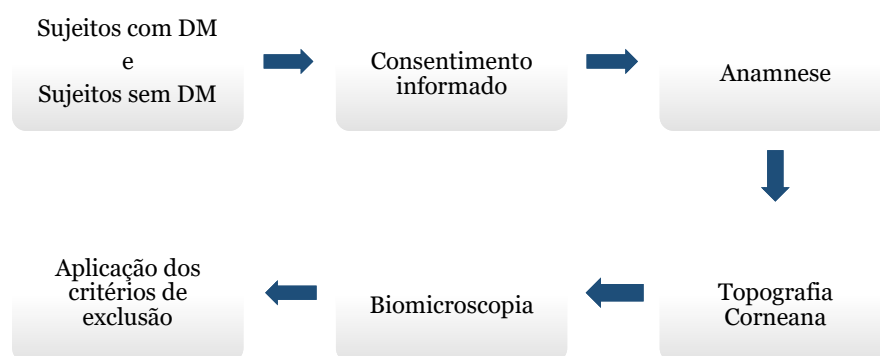 Sujeitos com DM
e
Sujeitos sem DM
Consentimento
informado
Anamnese
Topografia
Corneana
Biomicroscopia
Aplicação dos
critérios de
exclusão